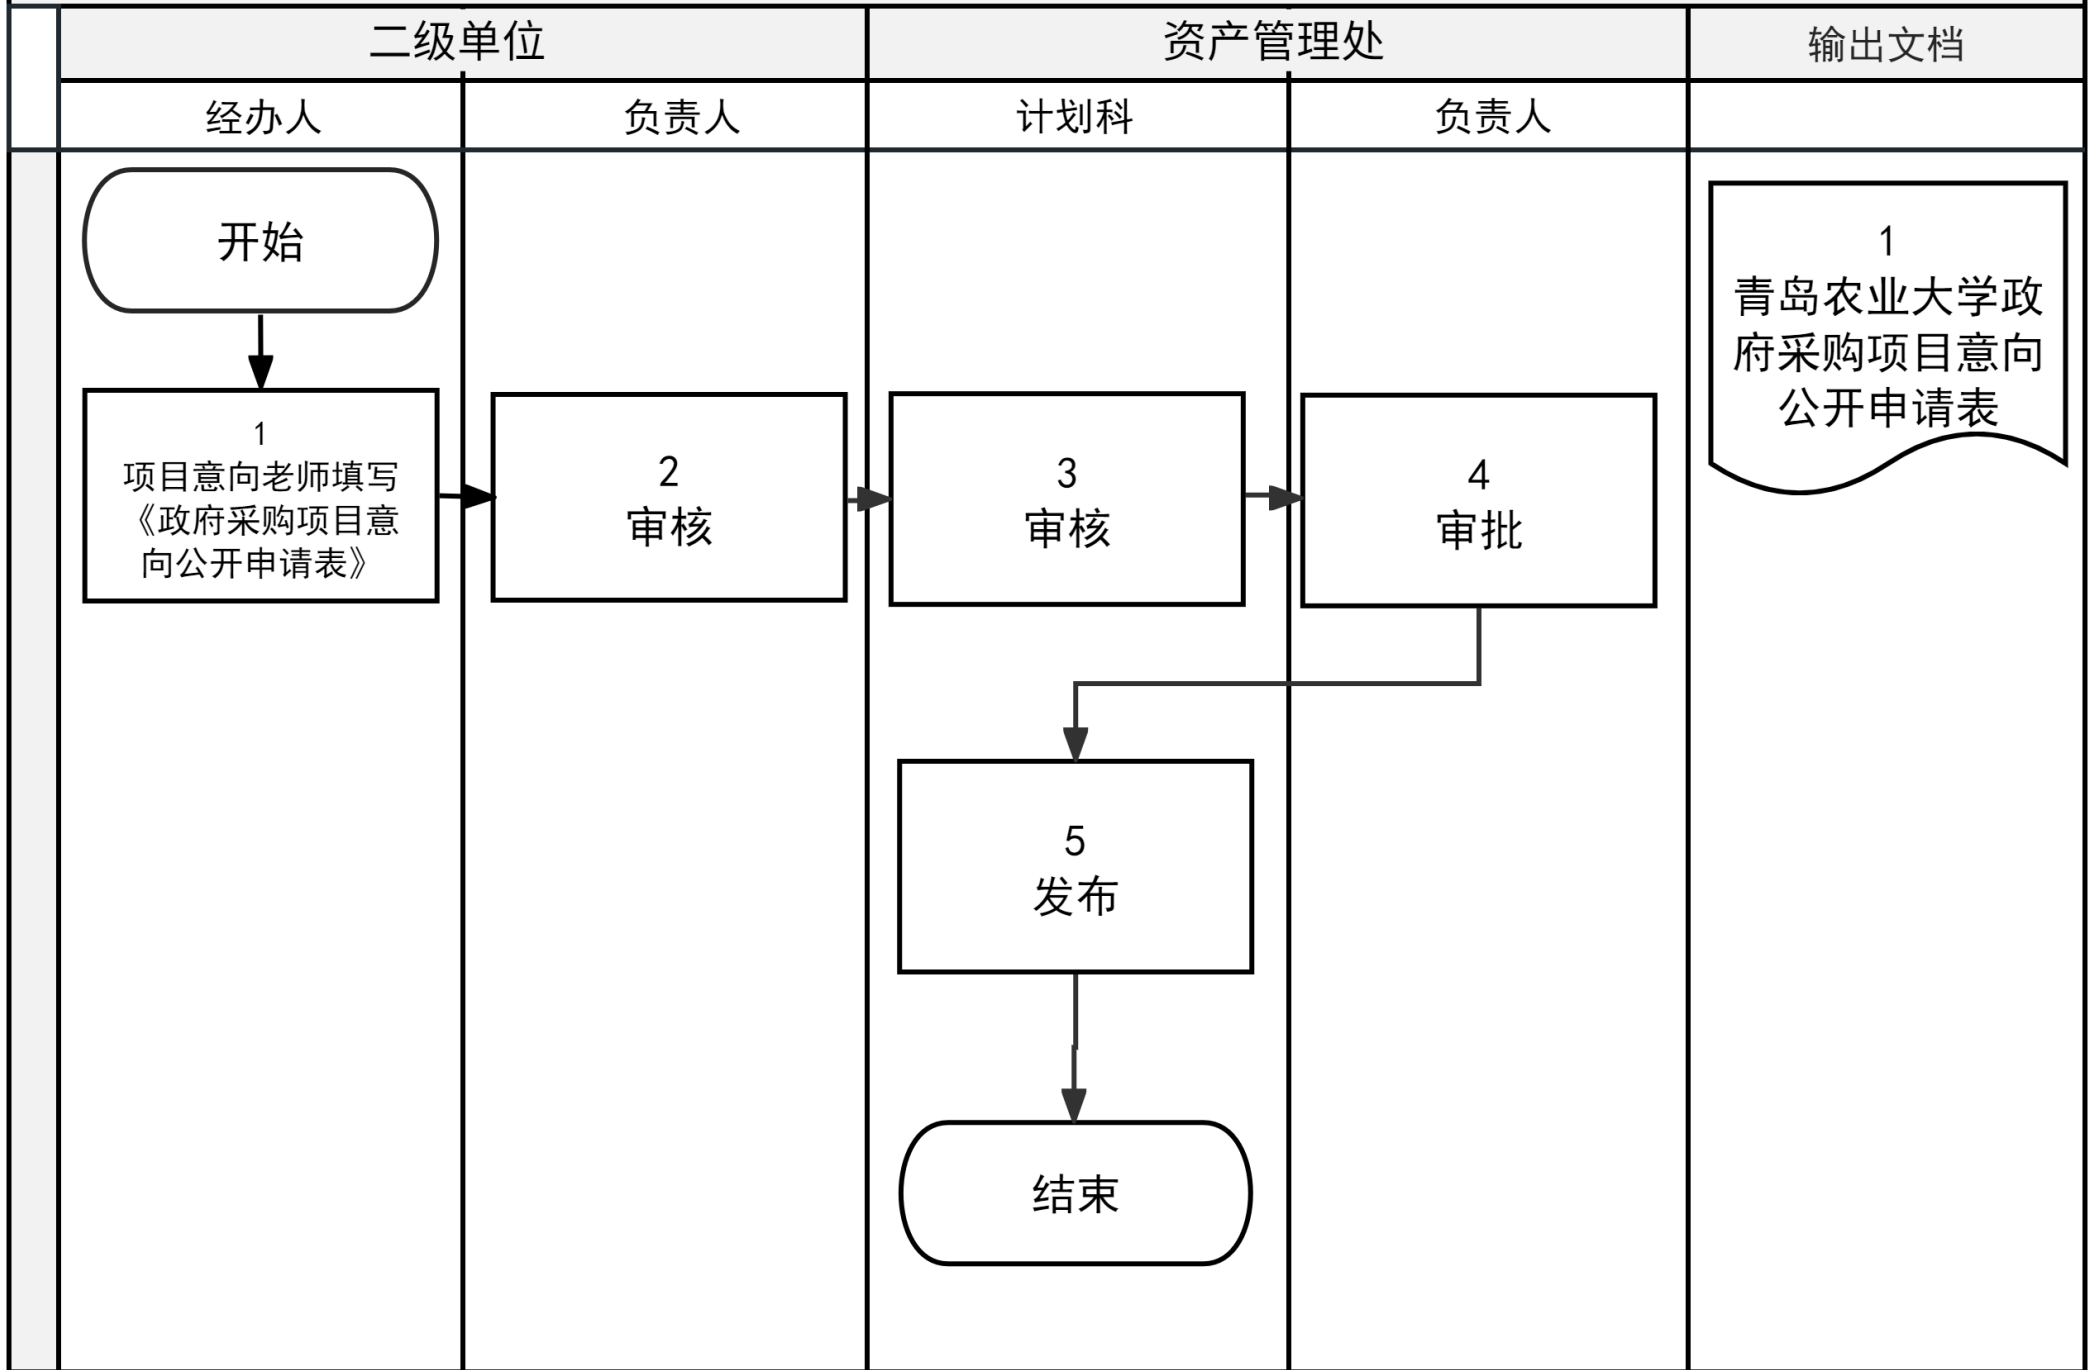 二级单位
资产管理处
输出文档
经办人
负责人
计划科
负责人
开始
1
项目意向老师填写
《政府采购项目意
向公开申请表》
2
审核
3
审核
4
审批
1
青岛农业大学政
府采购项目意向
公开申请表
5
发布
结束